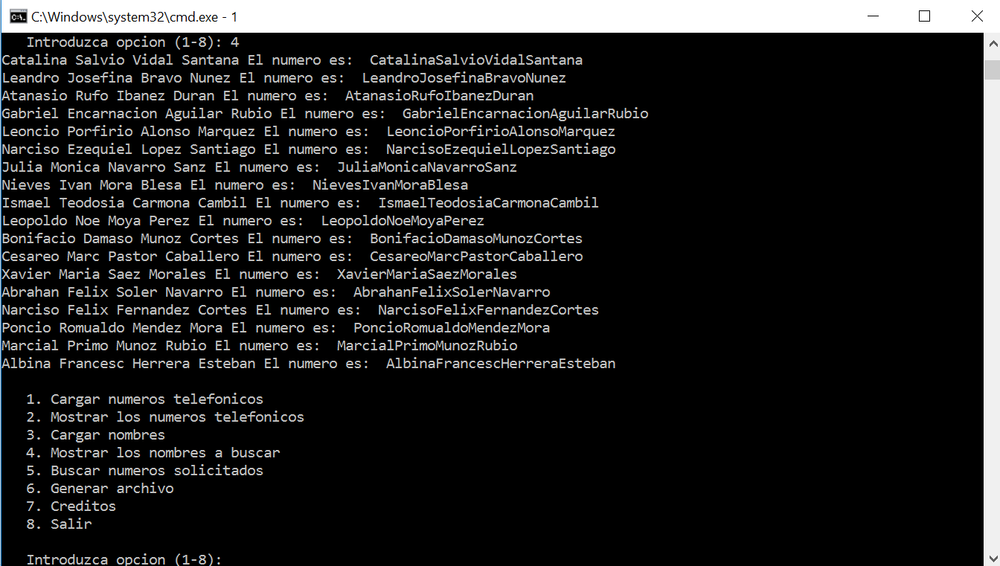 C:\Windows\system32\cmd.exe - 1
Introduzca opcion (1-8): 4
Catalina Salvio Vidal Santana El numero es:  CatalinaSalvioVidalSantana
Leandro Josefina Bravo Nunez El numero es:  LeandroJosefinaBravoNunez
Atanasio Rufo Ibanez Duran El numero es:  AtanasioRufoIbanezDuran
Gabriel Encarnacion Aguilar Rubio El numero es:  GabrielEncarnacionAguilarRubio
Leoncio Porfirio Alonso Marquez El numero es:  LeoncioPorfirioAlonsoMarquez
Narciso Ezequiel Lopez Santiago El numero es:  NarcisoEzequielLopezSantiago
Julia Monica Navarro Sanz El numero es:  JuliaMonicaNavarroSanz
Nieves Ivan Mora Blesa El numero es:  NievesIvanMoraBlesa
Ismael Teodosia Carmona Cambil El numero es:  IsmaelTeodosiaCarmonaCambil
Leopoldo Noe Moya Perez El numero es:  LeopoldoNoeMoyaPerez
Bonifacio Damaso Munoz Cortes El numero es:  BonifacioDamasoMunozCortes
Cesareo Marc Pastor Caballero El numero es:  CesareoMarcPastorCaballero
Xavier Maria Saez Morales El numero es:  XavierMariaSaezMorales
Abrahan Felix Soler Navarro El numero es:  AbrahanFelixSolerNavarro
Narciso Felix Fernandez Cortes El numero es:  NarcisoFelixFernandezCortes
Poncio Romualdo Mendez Mora El numero es:  PoncioRomualdoMendezMora
Marcial Primo Munoz Rubio El numero es:  MarcialPrimoMunozRubio
Albina Francesc Herrera Esteban El numero es:  AlbinaFrancescHerreraEsteban
1. Cargar numeros telefonicos
2. Mostrar los numeros telefonicos
3. Cargar nombres
4. Mostrar los nombres a buscar
5. Buscar numeros solicitados
6. Generar archivo
7. Creditos
8. Salir
Introduzca opcion (1-8):